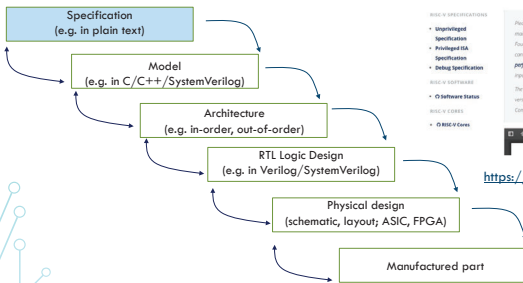 Specification
(e.g. in plain text)
Model
(e.g. in C/C++/SystemVerilog)
Architecture
(e.g. in-order, out-of-order)
RTL Logic Design
(e.g. in Verilog/SystemVerilog)
Physical design
(schematic, layout; ASIC, FPGA)
Manufactured part
RISC-V SPECIFICATIONS
Unprivileged
Specification
Privileged ISA
Specification
Debug Specification
RISC-V SOFTWARE
Software Status
RISC-V CORES
RISC-V Cores
https:/